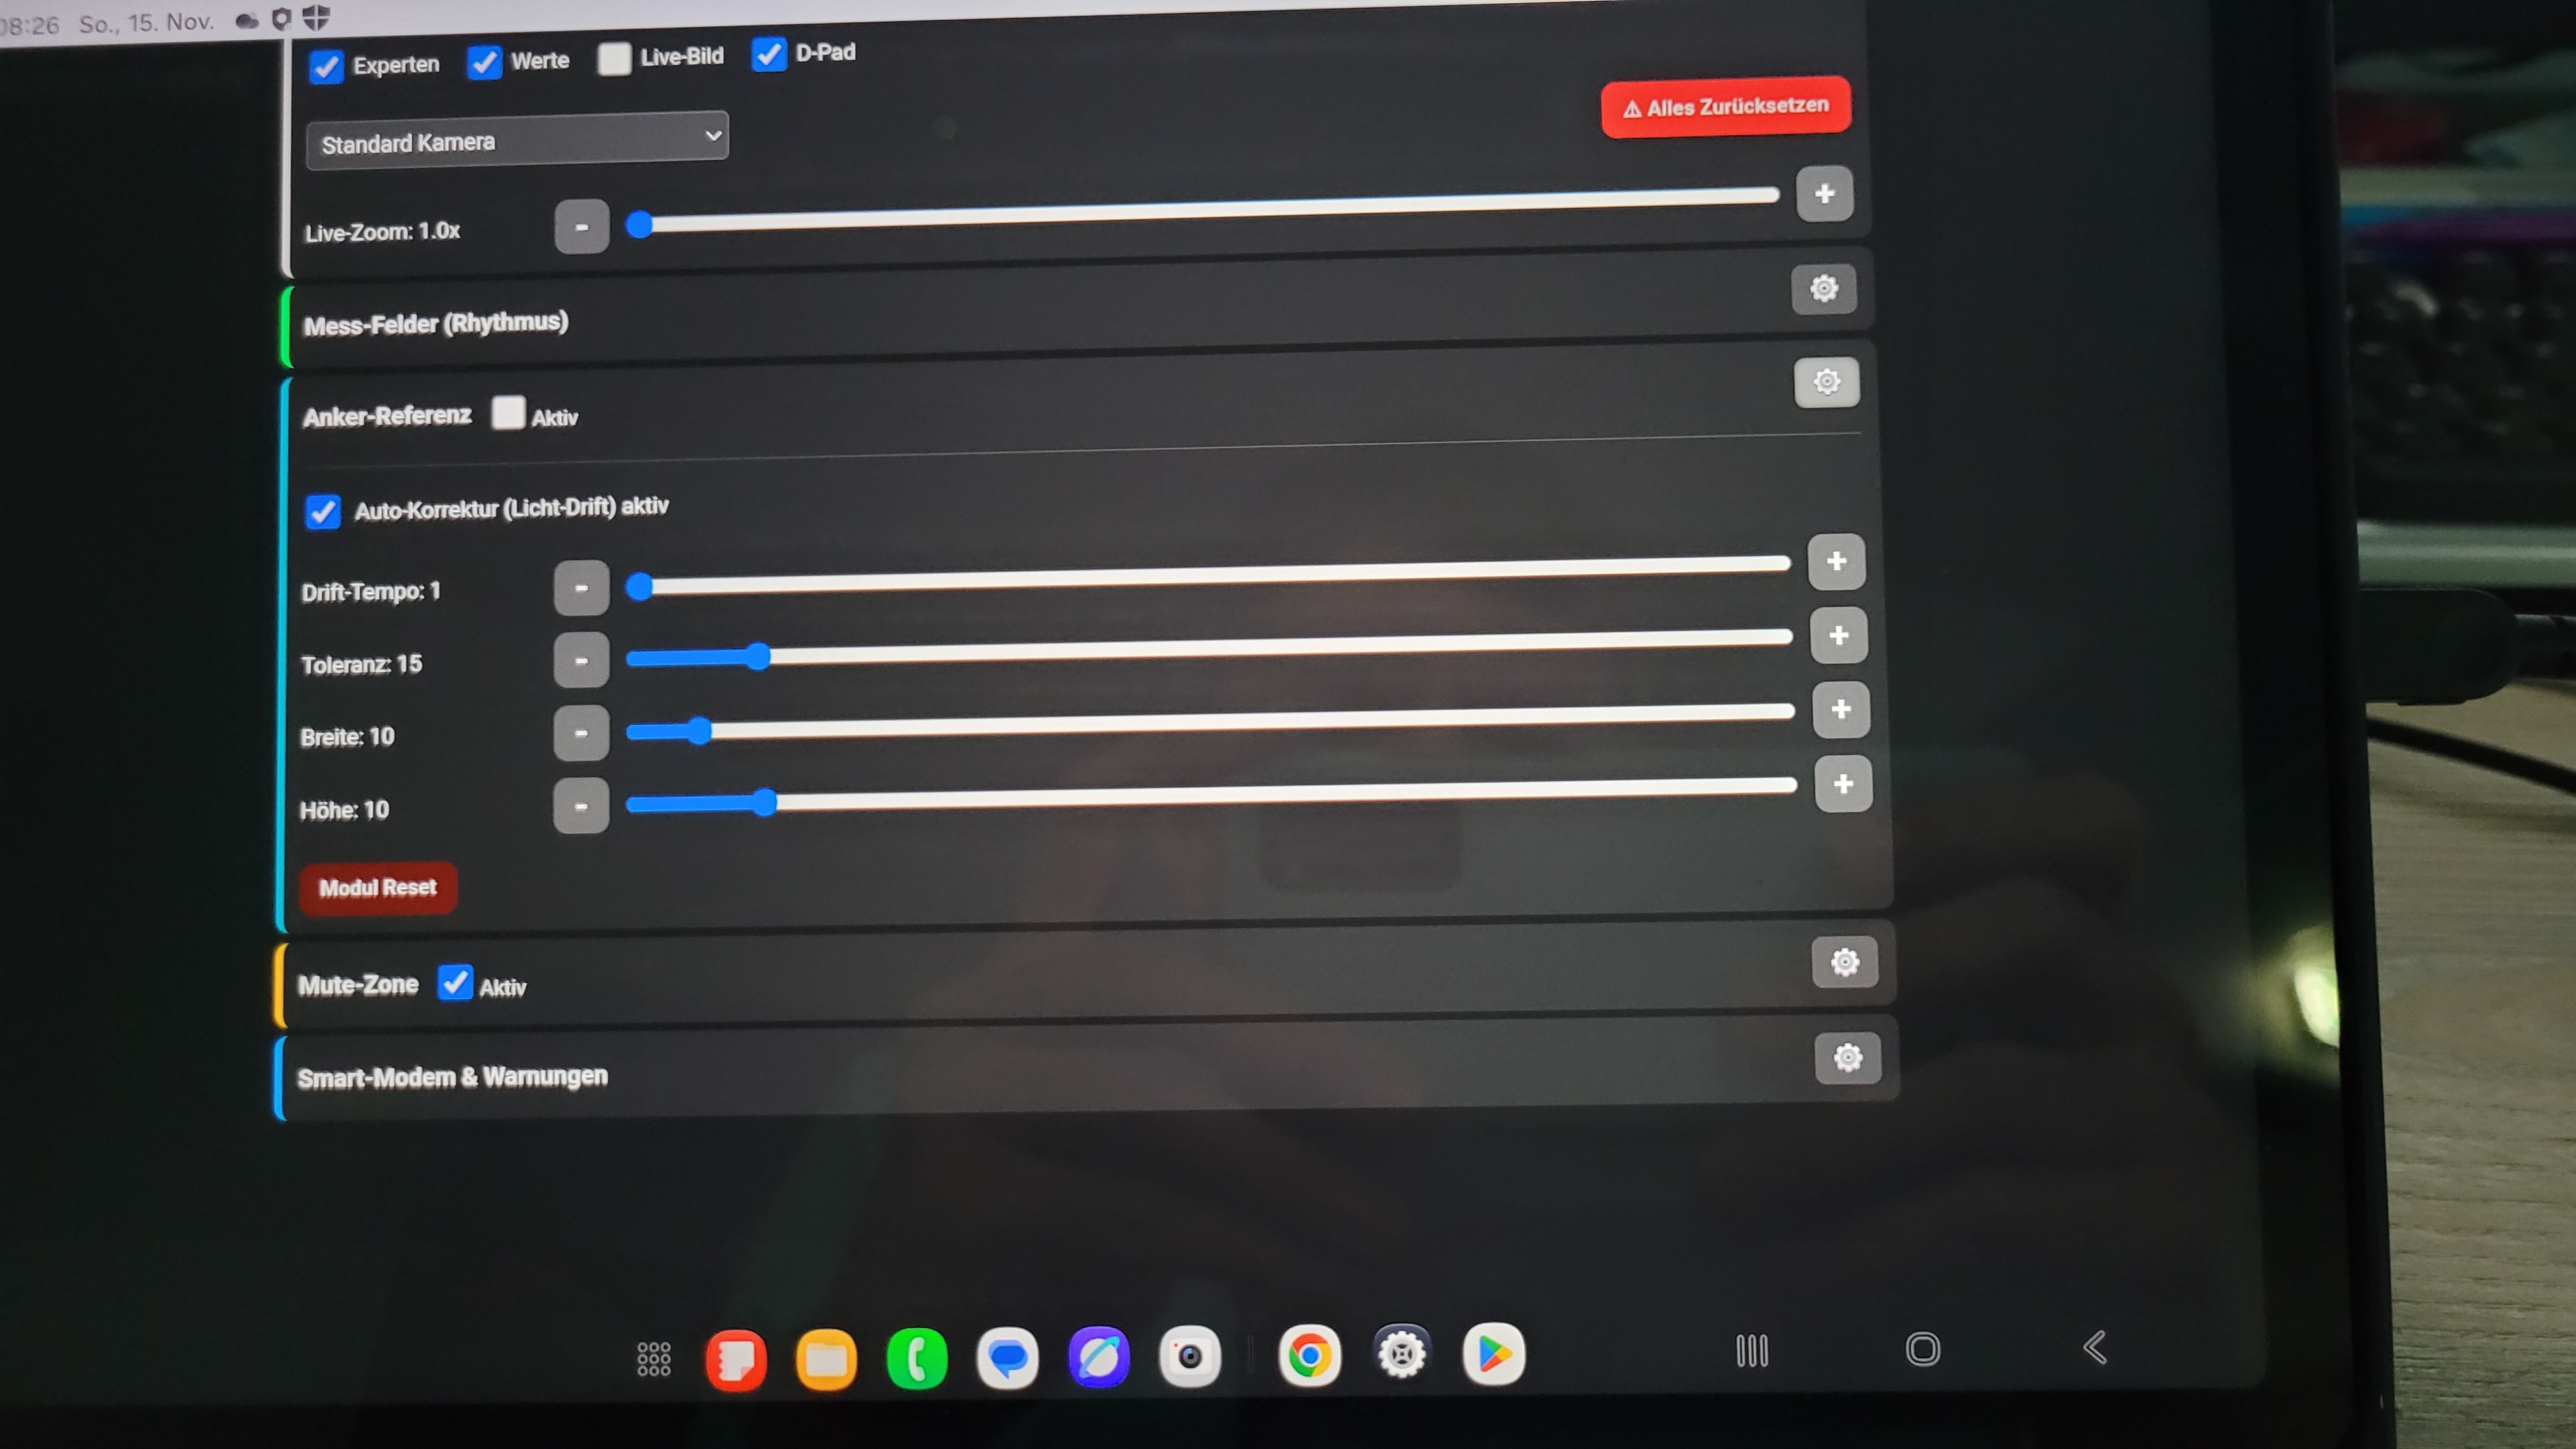 08:26 So., 15. Nov.
Experten Werte Live-Bild D-Pad
⚠ Alles Zurücksetzen
Standard Kamera
Live-Zoom: 1.0x - +
Mess-Felder (Rhythmus)
Anker-Referenz Aktiv
Auto-Korrektur (Licht-Drift) aktiv
Drift-Tempo: 1 - +
Toleranz: 15 - +
Breite: 10 - +
Höhe: 10 - +
Modul Reset
Mute-Zone Aktiv
Smart-Modem & Warnungen